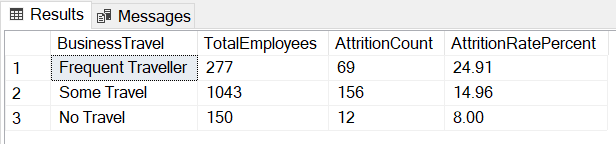 Results Messages
BusinessTravel TotalEmployees AttritionCount AttritionRatePercent
1 Frequent Traveller 277 69 24.91
2 Some Travel 1043 156 14.96
3 No Travel 150 12 8.00